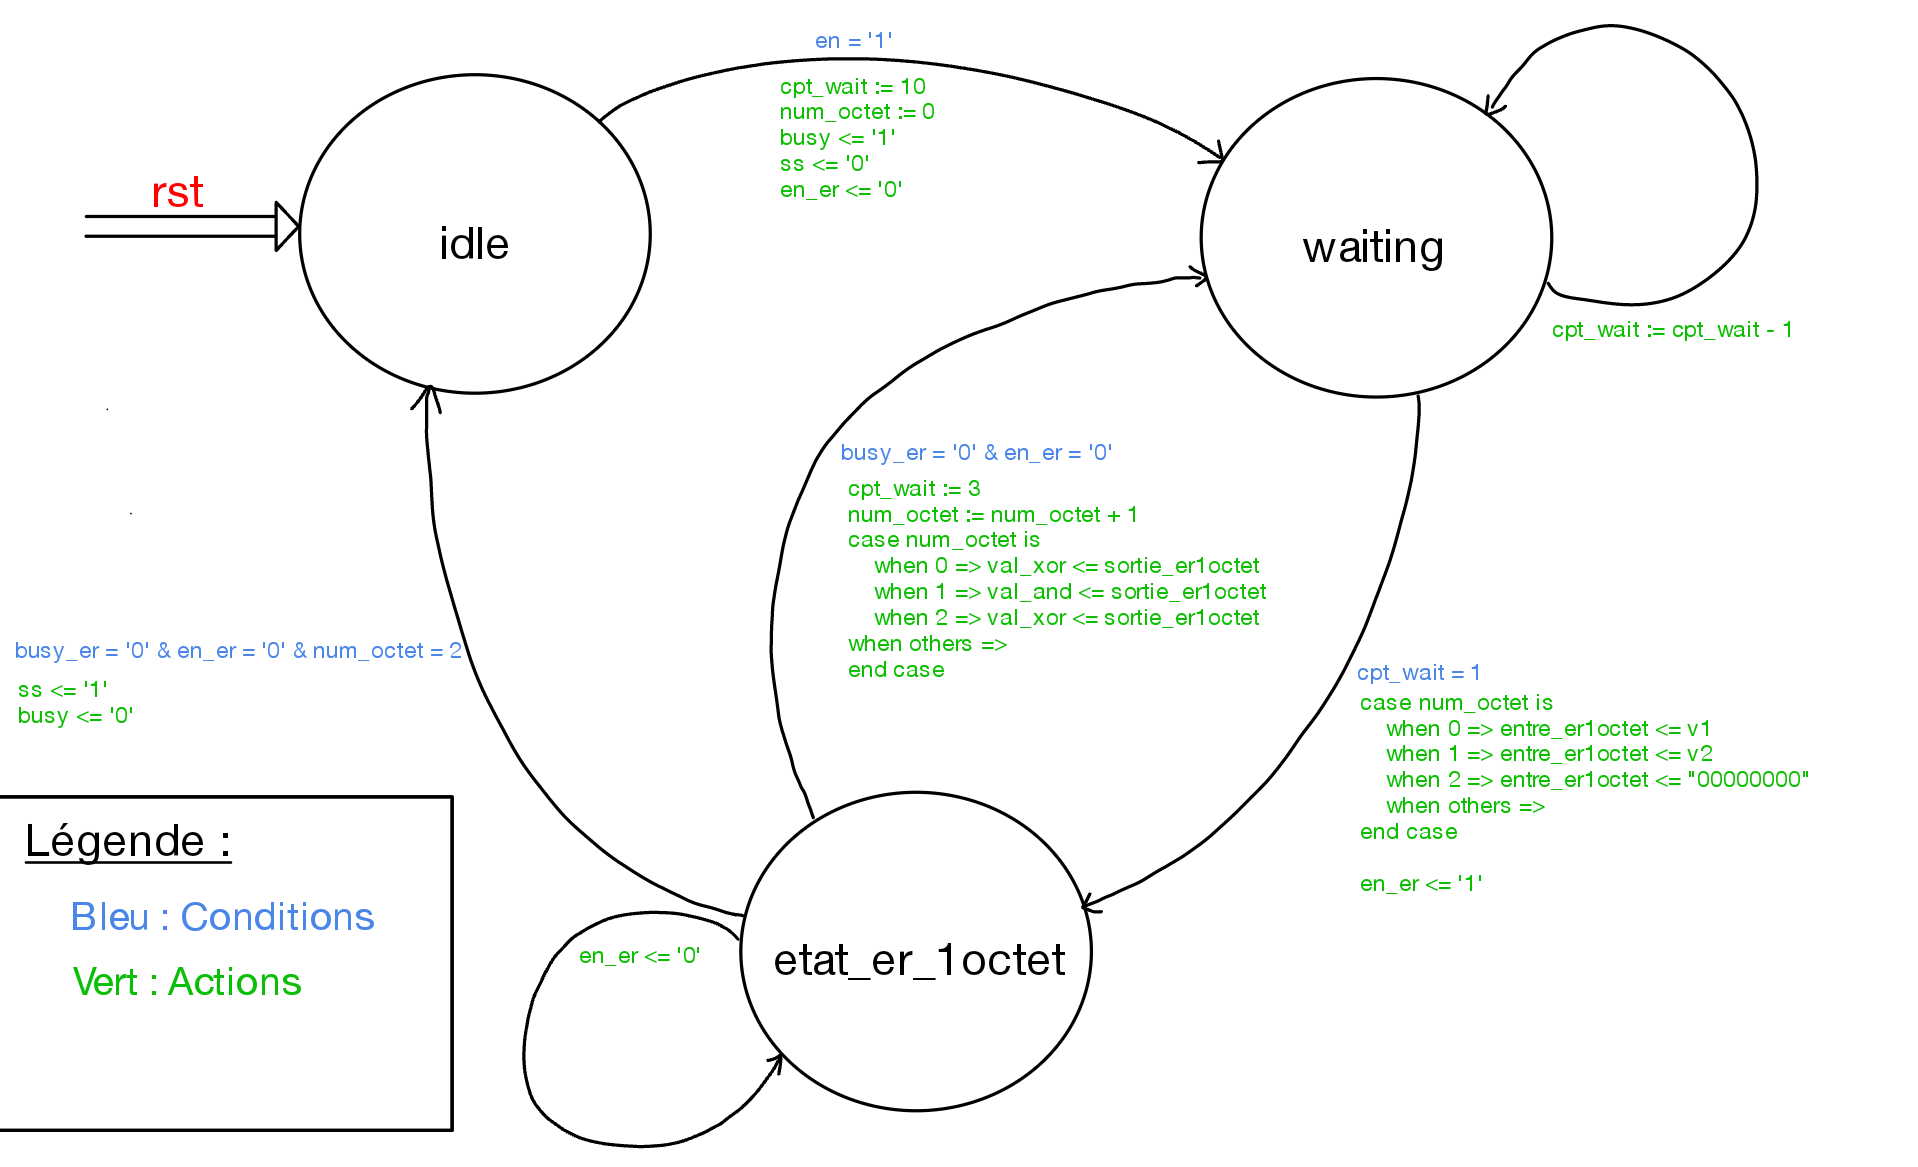 en = '1'
cpt_wait := 10
num_octet := 0
busy <= '1'
ss <= '0'
en_er <= '0'
rst
idle
waiting
cpt_wait := cpt_wait - 1
busy_er = '0' & en_er = '0'
cpt_wait := 3
num_octet := num_octet + 1
case num_octet is
when 0 => val_xor <= sortie_er1octet
when 1 => val_and <= sortie_er1octet
when 2 => val_xor <= sortie_er1octet
when others =>
end case
busy_er = '0' & en_er = '0' & num_octet = 2
ss <= '1'
busy <= '0'
cpt_wait = 1
case num_octet is
when 0 => entre_er1octet <= v1
when 1 => entre_er1octet <= v2
when 2 => entre_er1octet <= "00000000"
when others =>
end case
en_er <= '1'
Légende :
Bleu : Conditions
Vert : Actions
en_er <= '0'
etat_er_1octet